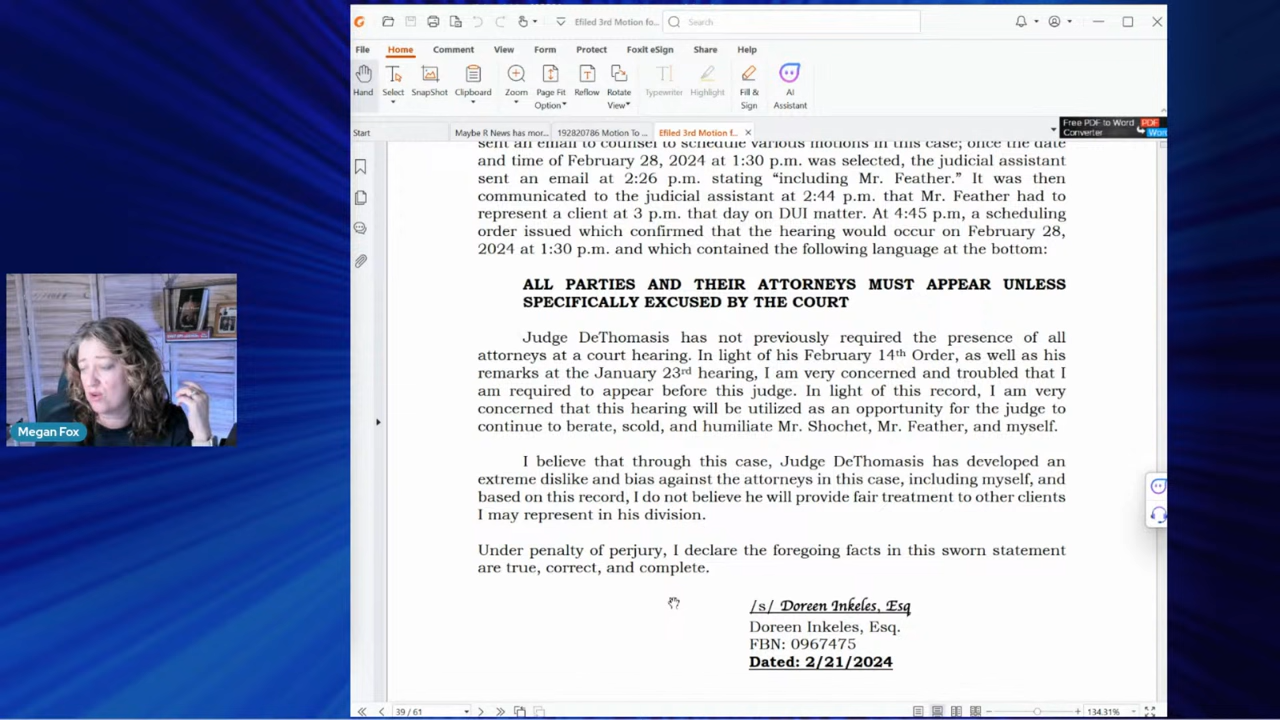 Efiled 3rd Motion fo...
Search
File Home Comment View Form Protect Foxit eSign Share Help
Hand Select SnapShot Clipboard Zoom Page Fit Option Reflow Rotate View Typewriter Highlight Fill & Sign AI Assistant
Start Maybe R News has mor... 192820786 Motion To ... Efiled 3rd Motion f...
Free PDF to Word Converter
PDF
Wor
sent an email to counsel to schedule various motions in this case; once the date
and time of February 28, 2024 at 1:30 p.m. was selected, the judicial assistant
sent an email at 2:26 p.m. stating “including Mr. Feather.” It was then
communicated to the judicial assistant at 2:44 p.m. that Mr. Feather had to
represent a client at 3 p.m. that day on DUI matter. At 4:45 p.m, a scheduling
order issued which confirmed that the hearing would occur on February 28,
2024 at 1:30 p.m. and which contained the following language at the bottom:
ALL PARTIES AND THEIR ATTORNEYS MUST APPEAR UNLESS
SPECIFICALLY EXCUSED BY THE COURT
Judge DeThomasis has not previously required the presence of all
attorneys at a court hearing. In light of his February 14th Order, as well as his
remarks at the January 23rd hearing, I am very concerned and troubled that I
am required to appear before this judge. In light of this record, I am very
concerned that this hearing will be utilized as an opportunity for the judge to
continue to berate, scold, and humiliate Mr. Shochet, Mr. Feather, and myself.
I believe that through this case, Judge DeThomasis has developed an
extreme dislike and bias against the attorneys in this case, including myself, and
based on this record, I do not believe he will provide fair treatment to other clients
I may represent in his division.
Under penalty of perjury, I declare the foregoing facts in this sworn statement
are true, correct, and complete.
/s/ Doreen Inkeles, Esq
Doreen Inkeles, Esq.
FBN: 0967475
Dated: 2/21/2024
Megan Fox
39 / 61
134.31%